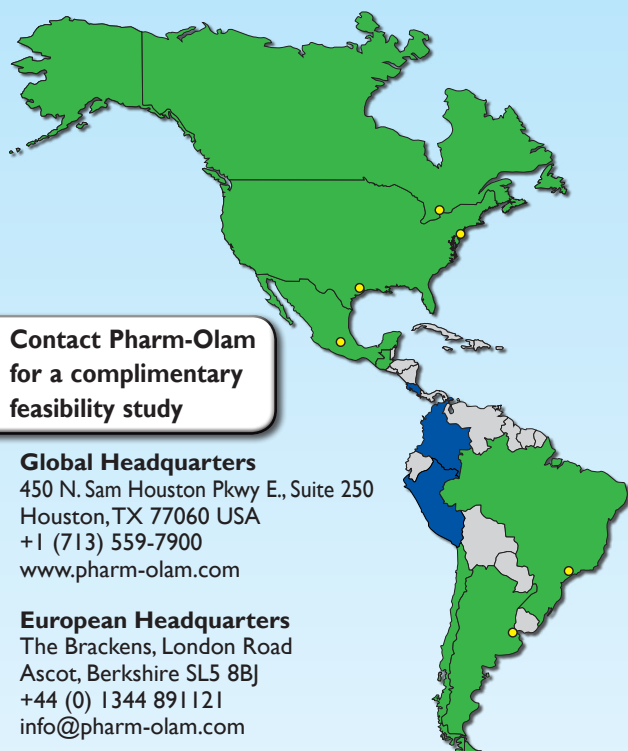 Contact Pharm-Olam
for a complimentary
feasibility study
Global Headquarters
450 N. Sam Houston Pkwy E., Suite 250
Houston, TX 77060 USA
+1 (713) 559-7900
www.pharm-olam.com
European Headquarters
The Brackens, London Road
Ascot, Berkshire SL5 8BJ
+44 (0) 1344 891121
info@pharm-olam.com